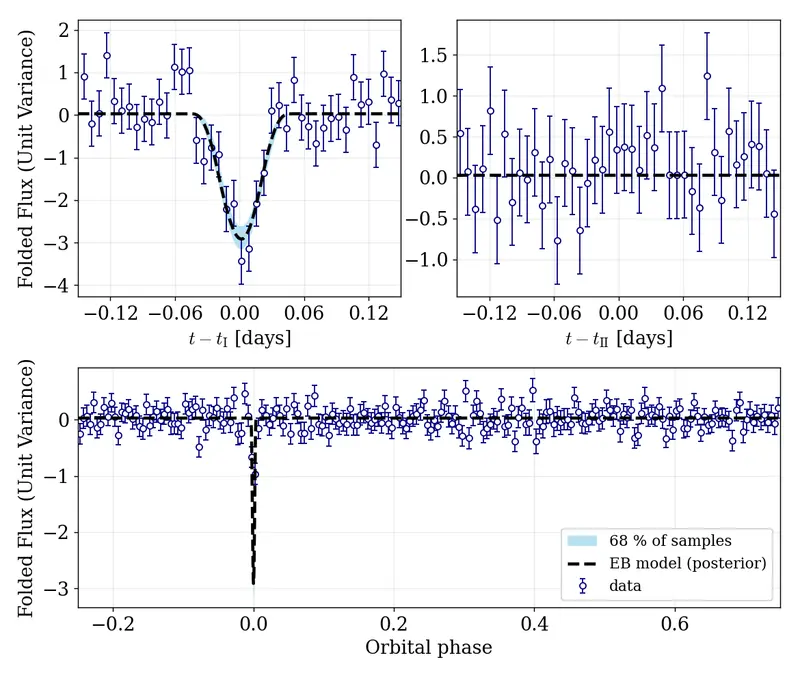 Folded Flux (Unit Variance)
2
1
0
−1
−2
−3
−4
−0.12 −0.06 0.00 0.06 0.12
t − tI [days]
1.5
1.0
0.5
0.0
−0.5
−1.0
−0.12 −0.06 0.00 0.06 0.12
t − tII [days]
Folded Flux (Unit Variance)
0
−1
−2
−3
−0.2 0.0 0.2 0.4 0.6
Orbital phase
68 % of samples
EB model (posterior)
data